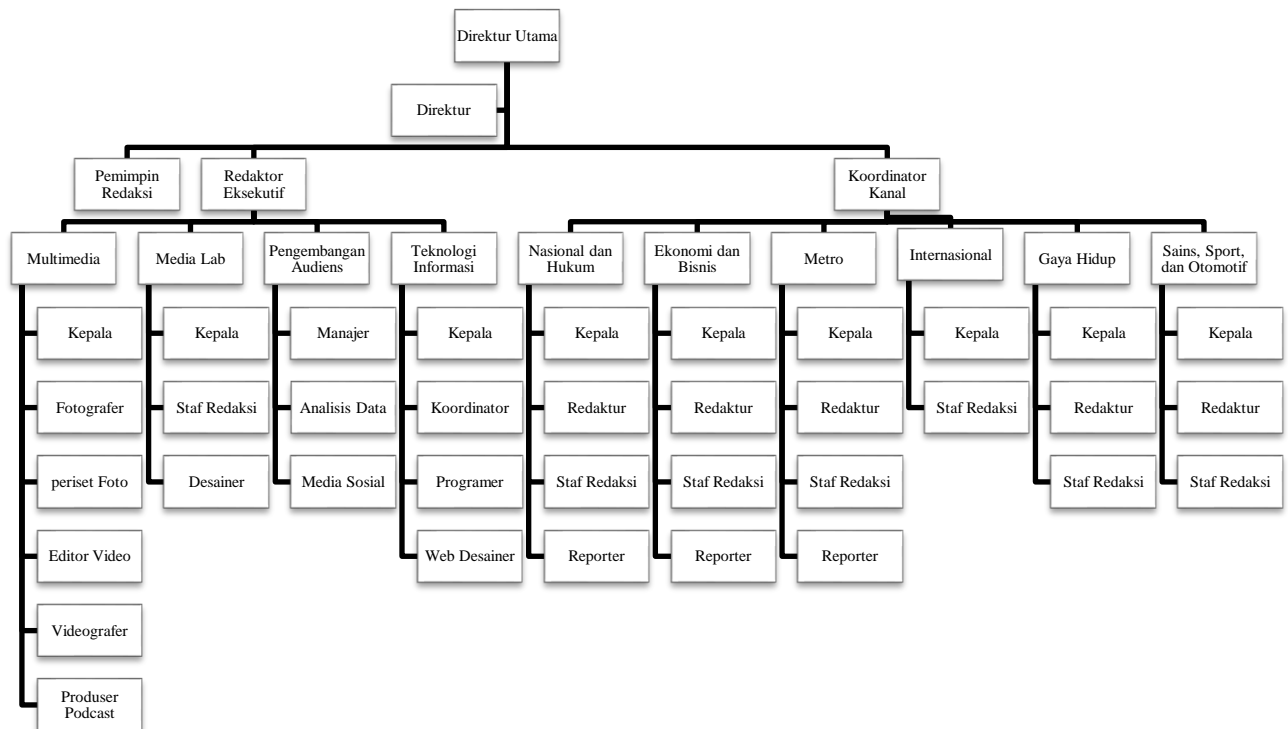 Direktur Utama
Direktur
Pemimpin
Redaksi
Redaktor
Eksekutif
Koordinator
Kanal
Multimedia
Media Lab
Pengembangan
Audiens
Teknologi
Informasi
Nasional dan
Hukum
Ekonomi dan
Bisnis
Metro
Internasional
Gaya Hidup
Sains, Sport,
dan Otomotif
Kepala
Kepala
Manajer
Kepala
Kepala
Kepala
Kepala
Kepala
Kepala
Kepala
Fotografer
Staf Redaksi
Analisis Data
Koordinator
Redaktur
Redaktur
Redaktur
Staf Redaksi
Redaktur
Redaktur
periset Foto
Desainer
Media Sosial
Programer
Staf Redaksi
Staf Redaksi
Staf Redaksi
Staf Redaksi
Staf Redaksi
Editor Video
Web Desainer
Reporter
Reporter
Reporter
Videografer
Produser
Podcast